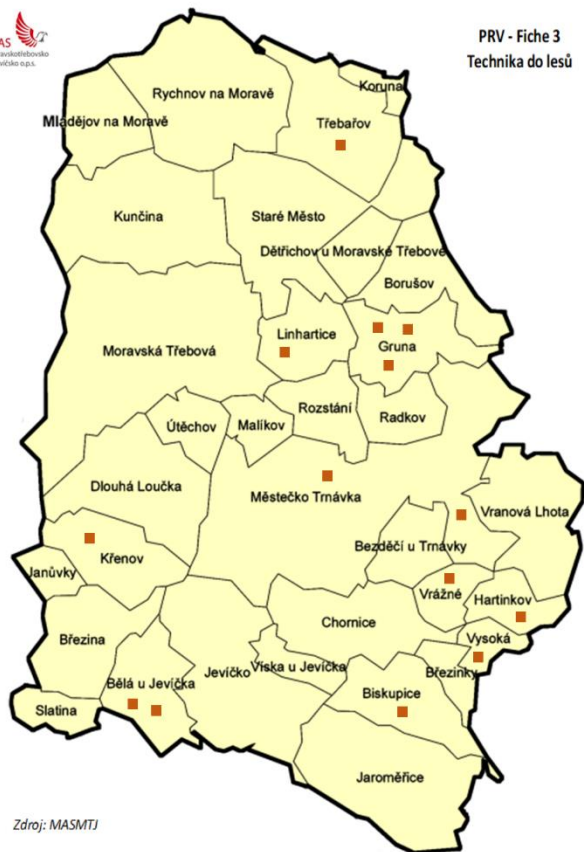 PRV - Fiche 3
Technika do lesů
Koruna
Rychnov na Moravě
Třebařov
Mladějov na Moravě
Kunčina
Staré Město
Dětřichov u Moravské Třebové
Borušov
Linhartice
Gruna
Moravská Třebová
Rozstání
Radkov
Útěchov
Malíkov
Dlouhá Loučka
Městečko Trnávka
Vranová Lhota
Bezděčí u Trnávky
Křenov
Janůvky
Vrážné
Hartinkov
Chornice
Vysoká
Březina
Jevíčko
Víska u Jevíčka
Březinky
Bělá u Jevíčka
Biskupice
Slatina
Jaroměřice
Zdroj: MASMTJ